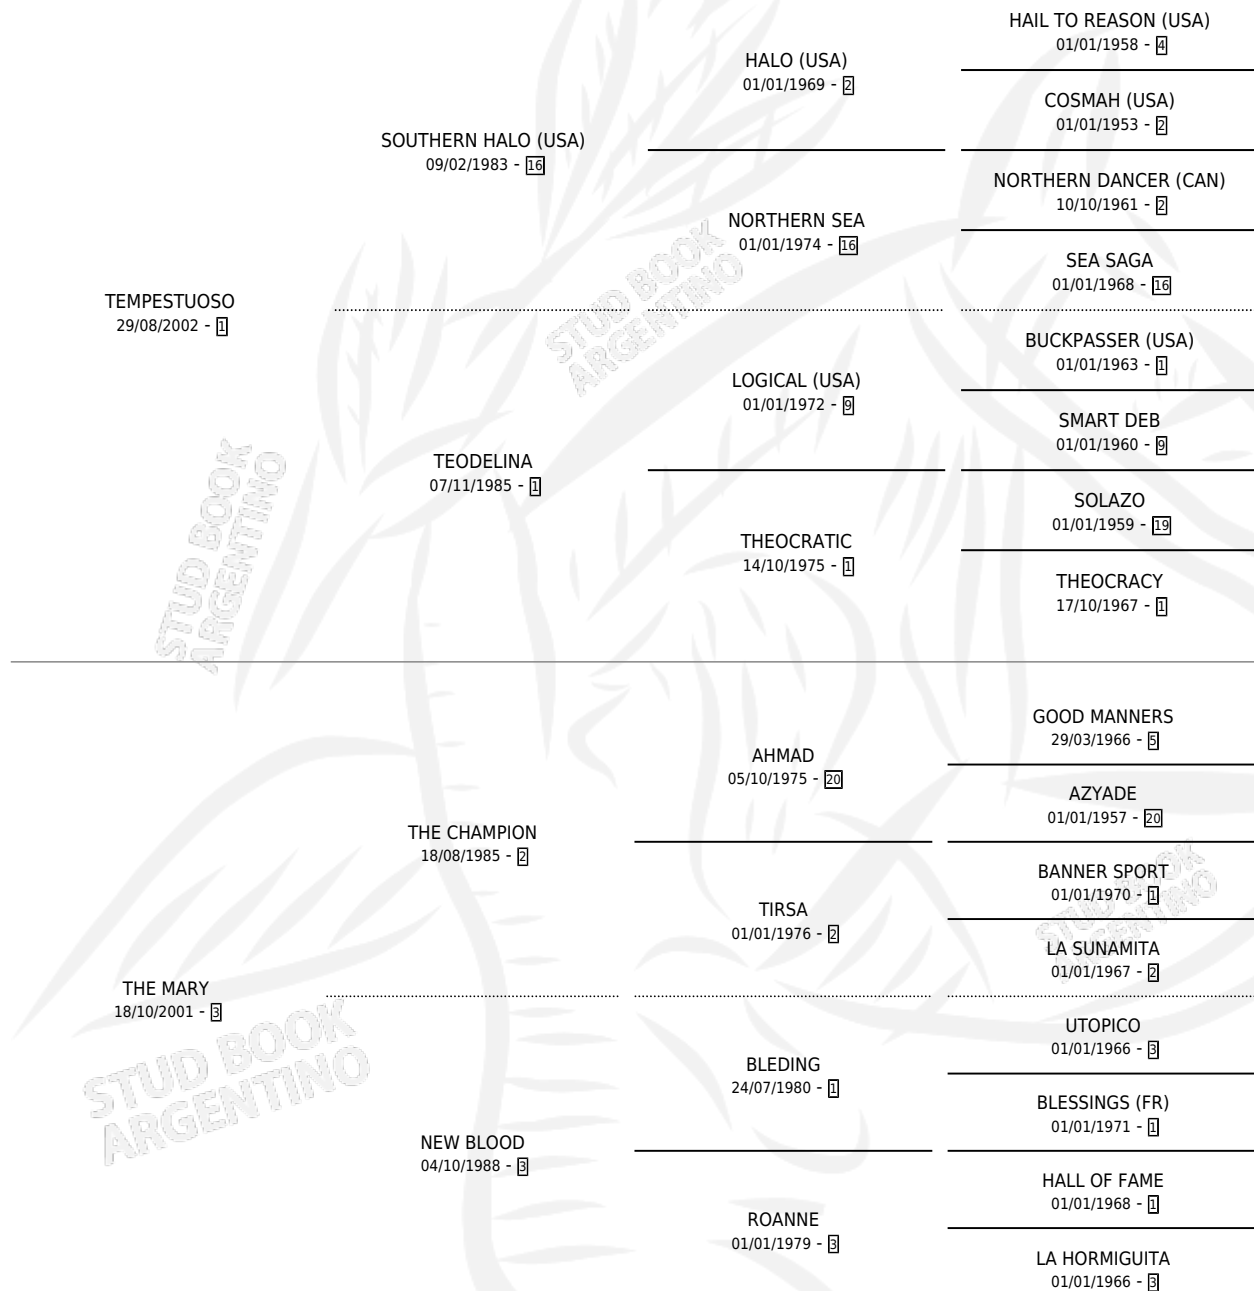 HAIL TO REASON (USA)
01/01/1958 - 4
HALO (USA)
01/01/1969 - 2
COSMAH (USA)
01/01/1953 - 2
SOUTHERN HALO (USA)
09/02/1983 - 16
NORTHERN DANCER (CAN)
10/10/1961 - 2
NORTHERN SEA
01/01/1974 - 16
SEA SAGA
01/01/1968 - 16
TEMPESTUOSO
29/08/2002 - 1
BUCKPASSER (USA)
01/01/1963 - 1
LOGICAL (USA)
01/01/1972 - 9
SMART DEB
01/01/1960 - 9
TEODELINA
07/11/1985 - 1
SOLAZO
01/01/1959 - 19
THEOCRATIC
14/10/1975 - 1
THEOCRACY
17/10/1967 - 1
STUD BOOK
ARGENTINO
STUD BOOK
ARGENTINO
GOOD MANNERS
29/03/1966 - 5
AHMAD
05/10/1975 - 20
AZYADE
01/01/1957 - 20
THE CHAMPION
18/08/1985 - 2
BANNER SPORT
01/01/1970 - 1
TIRSA
01/01/1976 - 2
LA SUNAMITA
01/01/1967 - 2
THE MARY
18/10/2001 - 3
UTOPICO
01/01/1966 - 3
BLEDING
24/07/1980 - 1
BLESSINGS (FR)
01/01/1971 - 1
NEW BLOOD
04/10/1988 - 3
HALL OF FAME
01/01/1968 - 1
ROANNE
01/01/1979 - 3
LA HORMIGUITA
01/01/1966 - 3
STUD BOOK
ARGENTINO
STUD BOOK
ARGENTINO